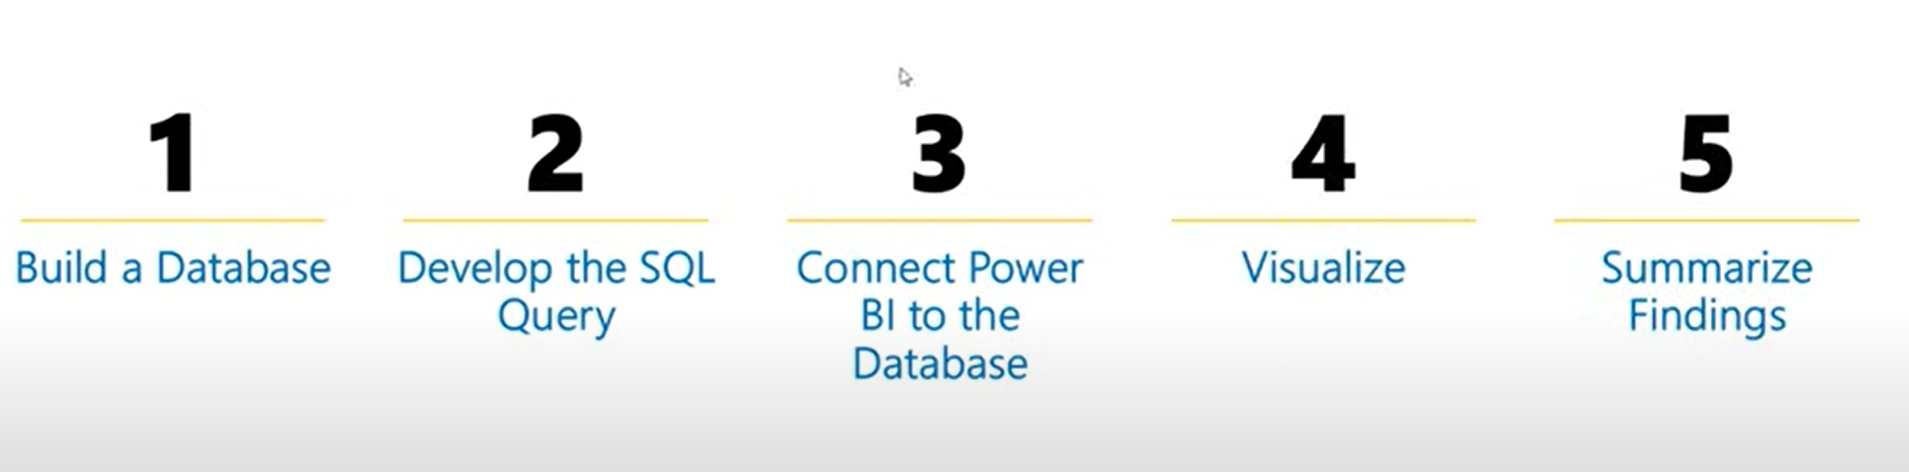 1
Build a Database
2
Develop the SQL
Query
3
Connect Power
BI to the
Database
4
Visualize
5
Summarize
Findings